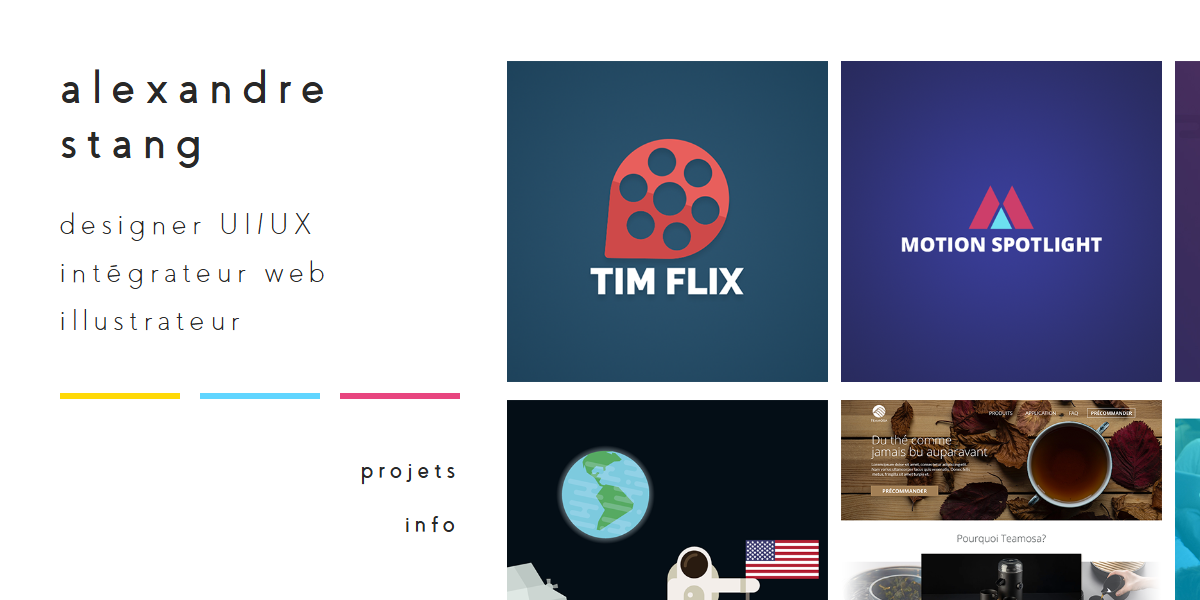 alexandre
stang
designer UI/UX
intégrateur web
illustrateur
projets
info
TIM FLIX
MOTION SPOTLIGHT
PRODUITS APPLICATION FAQ PRÉCOMMANDER
Du thé comme
jamais bu auparavant
PRÉCOMMANDER
Pourquoi Teamosa?